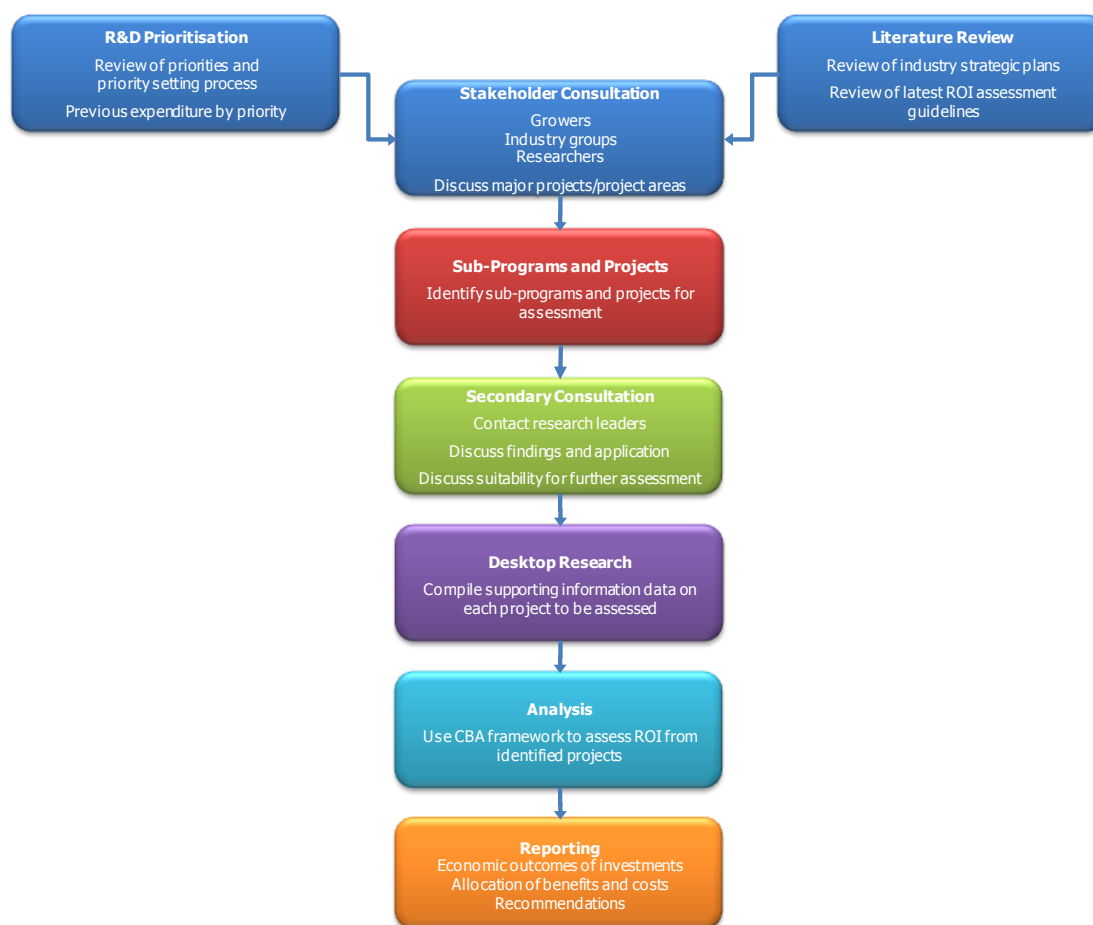 R&D Prioritisation
Review of priorities and
priority setting process
Previous expenditure by priority
Literature Review
Review of industry strategic plans
Review of latest ROI assessment
guidelines
Stakeholder Consultation
Growers
Industry groups
Researchers
Discuss major projects/project areas
Sub-Programs and Projects
Identify sub-programs and projects for
assessment
Secondary Consultation
Contact research leaders
Discuss findings and application
Discuss suitability for further assessment
Desktop Research
Compile supporting information data on
each project to be assessed
Analysis
Use CBA framework to assess ROI from
identified projects
Reporting
Economic outcomes of investments
Allocation of benefits and costs
Recommendations